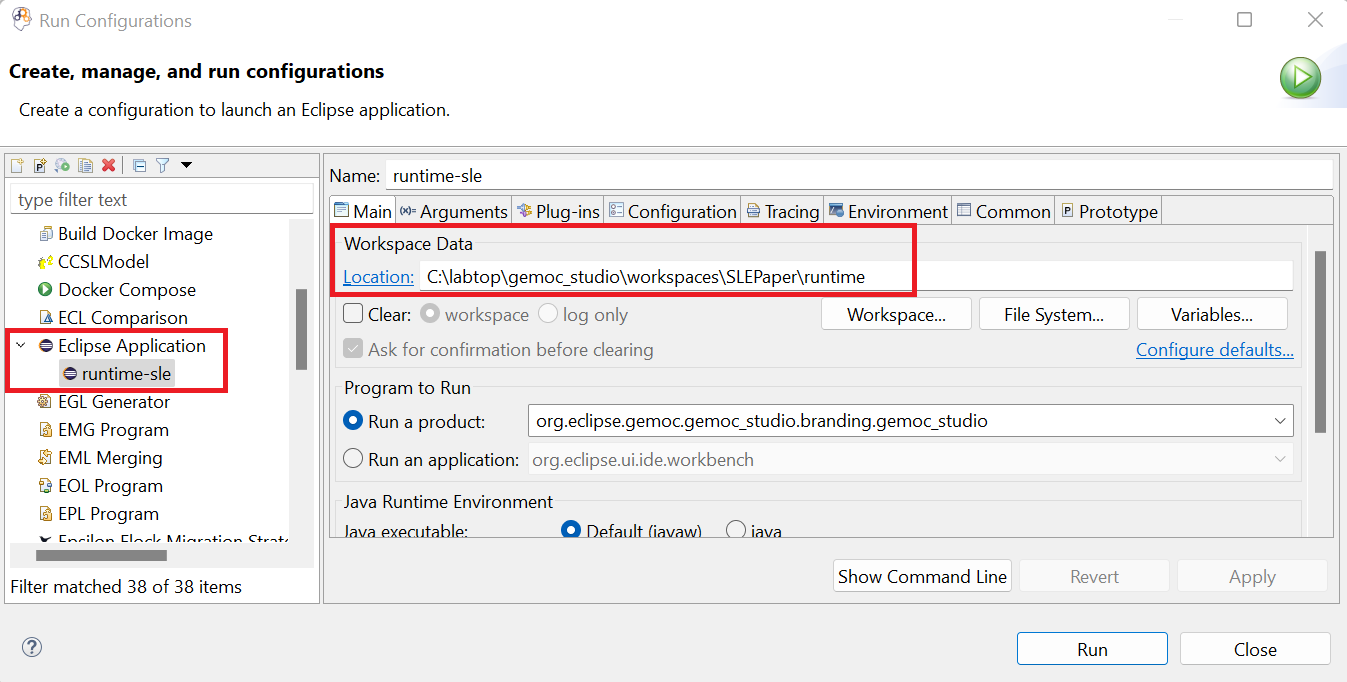 Run Configurations
Create, manage, and run configurations
Create a configuration to launch an Eclipse application.
type filter text
Build Docker Image
CCSLModel
Docker Compose
ECL Comparison
Eclipse Application
runtime-sle
EGL Generator
EMG Program
EML Merging
EOL Program
EPL Program
Epsilon Flock Migration Strate
Filter matched 38 of 38 items
Name: runtime-sle
Main (x)= Arguments Plug-ins Configuration Tracing Environment Common P Prototype
Workspace Data
Location: C:\labtop\gemoc_studio\workspaces\SLEPaper\runtime
Clear: workspace log only Workspace... File System... Variables...
Ask for confirmation before clearing Configure defaults...
Program to Run
Run a product: org.eclipse.gemoc.gemoc_studio.branding.gemoc_studio
Run an application: org.eclipse.ui.ide.workbench
Java Runtime Environment
Java executable: Default (javaw) java
Show Command Line Revert Apply
Run Close